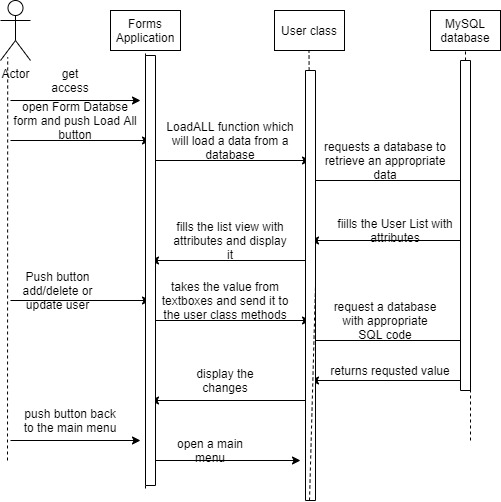 Forms
Application
User class
MySQL
database
Actor
get
access
open Form Databse
form and push Load All
button
LoadALL function which
will load a data from a
database
requests a database to
retrieve an appropriate
data
fills the list view with
attributes and display
it
fiills the User List with
attributes
Push button
add/delete or
update user
takes the value from
textboxes and send it to
the user class methods
request a database
with appropriate
SQL code
display the
changes
returns requsted value
push button back
to the main menu
open a main
menu